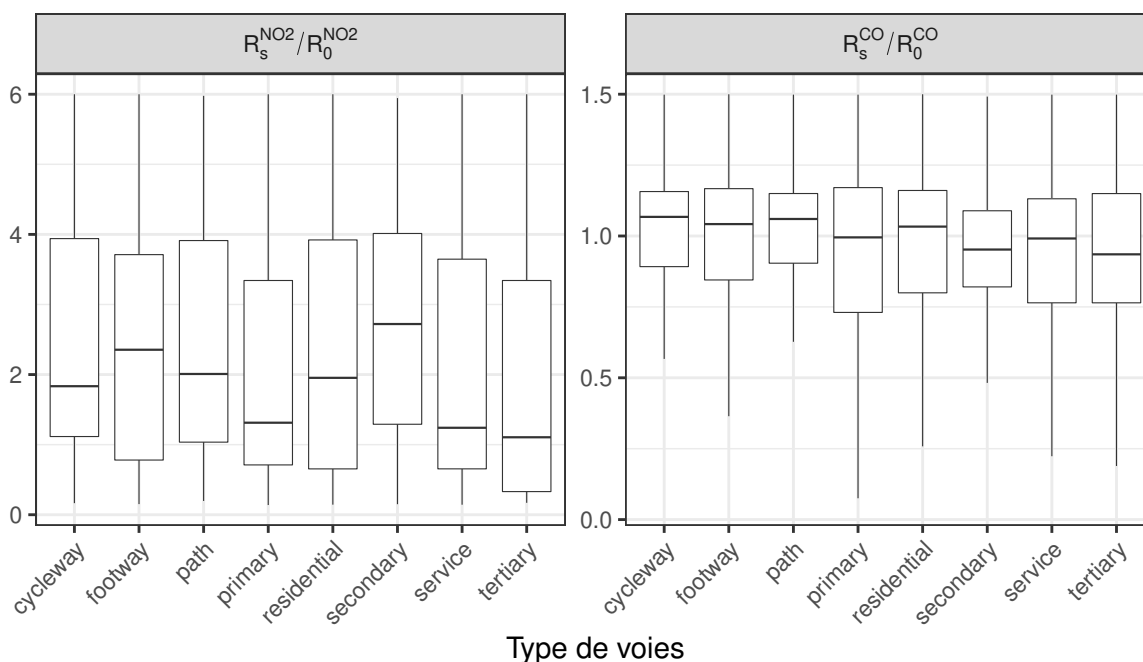 R_s^NO2/R_0^NO2
R_s^CO/R_0^CO
6
4
2
0
1.5
1.0
0.5
0.0
cycleway
footway
path
primary
residential
secondary
service
tertiary
cycleway
footway
path
primary
residential
secondary
service
tertiary
Type de voies